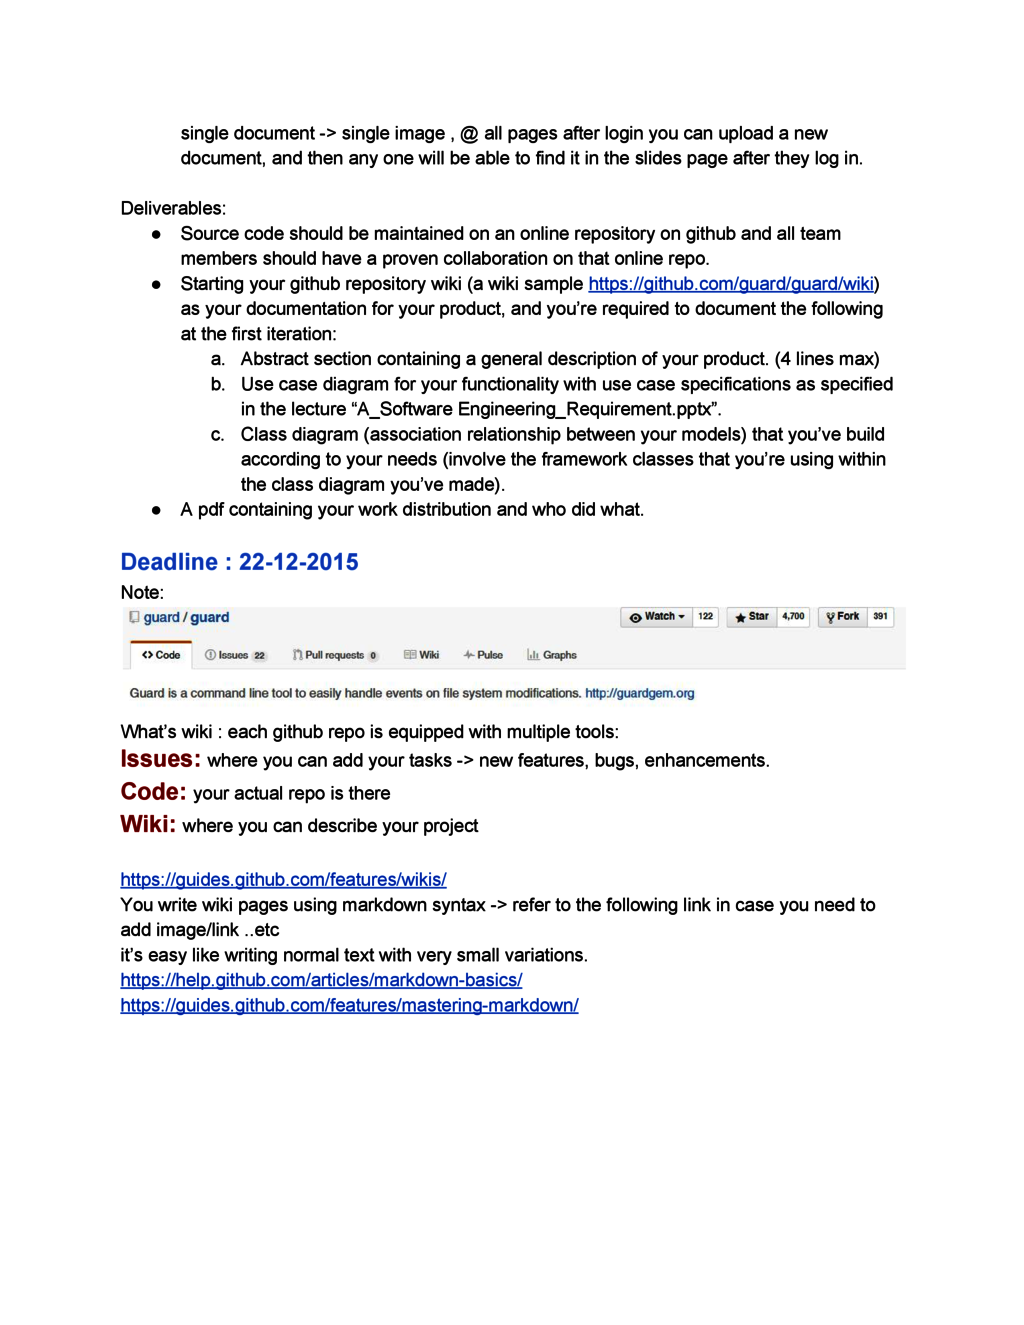 single document -> single image , @ all pages after login you can upload a new
document, and then any one will be able to find it in the slides page after they log in.
Deliverables:
● Source code should be maintained on an online repository on github and all team
members should have a proven collaboration on that online repo.
● Starting your github repository wiki (a wiki sample https://github.com/guard/guard/wiki)
as your documentation for your product, and you're required to document the following
at the first iteration:
a. Abstract section containing a general description of your product. (4 lines max)
b. Use case diagram for your functionality with use case specifications as specified
in the lecture “A_Software Engineering_Requirement.pptx”.
c. Class diagram (association relationship between your models) that you've build
according to your needs (involve the framework classes that you're using within
the class diagram you've made).
● A pdf containing your work distribution and who did what.
Deadline : 22-12-2015
Note:
guard / guard Watch 122 Star 4,700 Fork 391
<> Code Issues 22 Pull requests 0 Wiki Pulse Graphs
Guard is a command line tool to easily handle events on file system modifications. http://guardgem.org
What's wiki : each github repo is equipped with multiple tools:
Issues: where you can add your tasks -> new features, bugs, enhancements.
Code: your actual repo is there
Wiki: where you can describe your project
https://guides.github.com/features/wikis/
You write wiki pages using markdown syntax -> refer to the following link in case you need to
add image/link ..etc
it's easy like writing normal text with very small variations.
https://help.github.com/articles/markdown-basics/
https://guides.github.com/features/mastering-markdown/